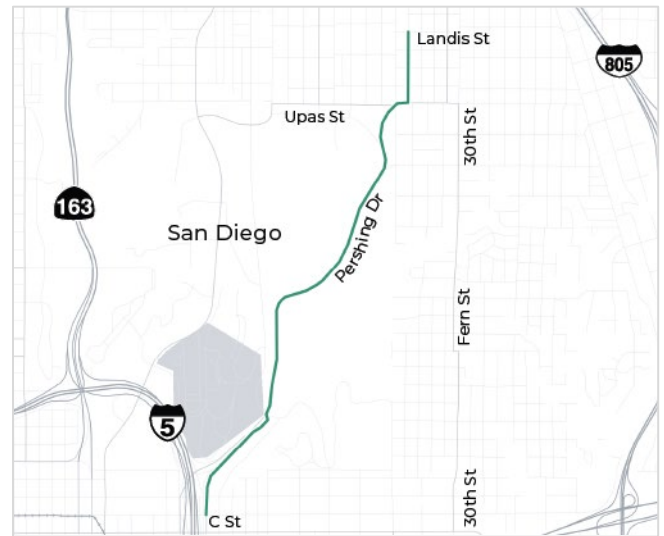 Landis St
805
Upas St
30th St
163
San Diego
Pershing Dr
Fern St
5
30th St
C St